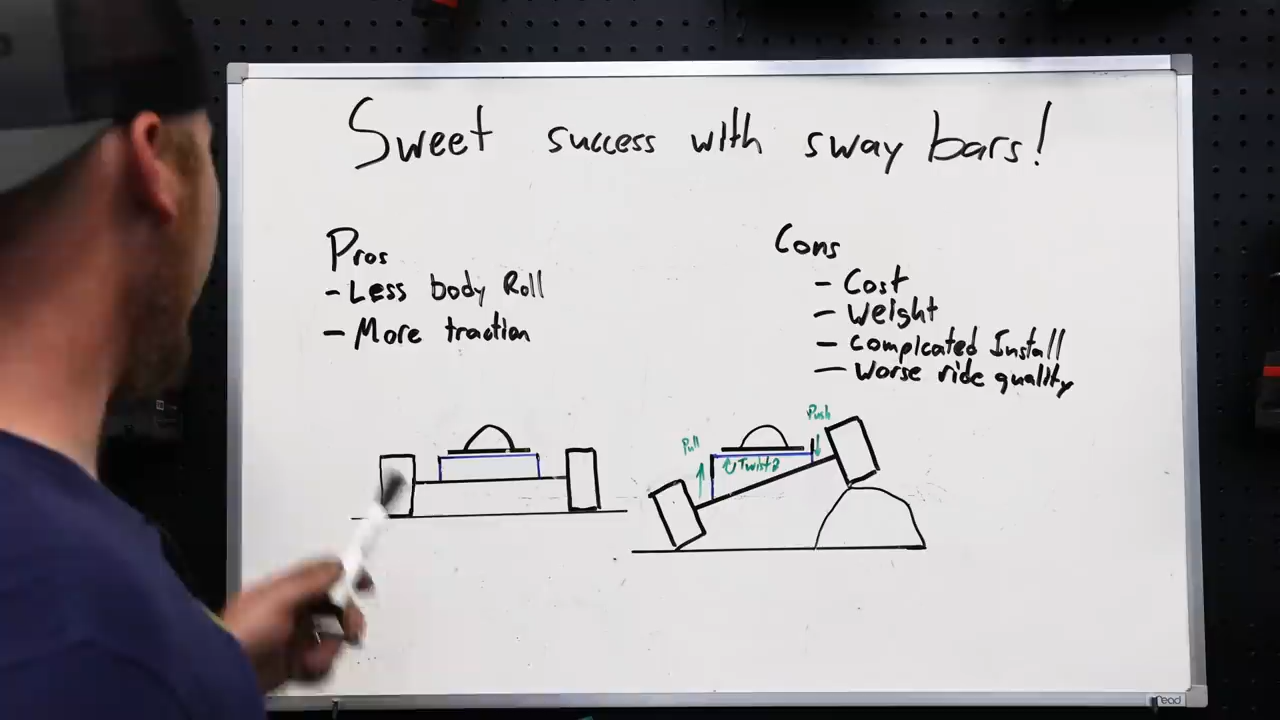 Sweet success with sway bars!
Pros
- Less body Roll
- More traction
Cons
- Cost
- Weight
- Complcated Install
- Worse ride quality
Pull
Push
Twist